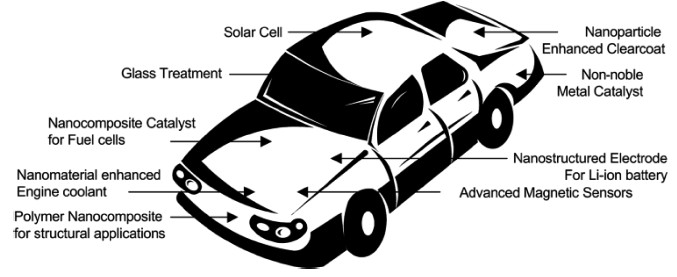 Solar Cell
Nanoparticle
Enhanced Clearcoat
Glass Treatment
Non-noble
Metal Catalyst
Nanocomposite Catalyst
for Fuel cells
Nanostructured Electrode
For Li-ion battery
Nanomaterial enhanced
Engine coolant
Advanced Magnetic Sensors
Polymer Nanocomposite
for structural applications